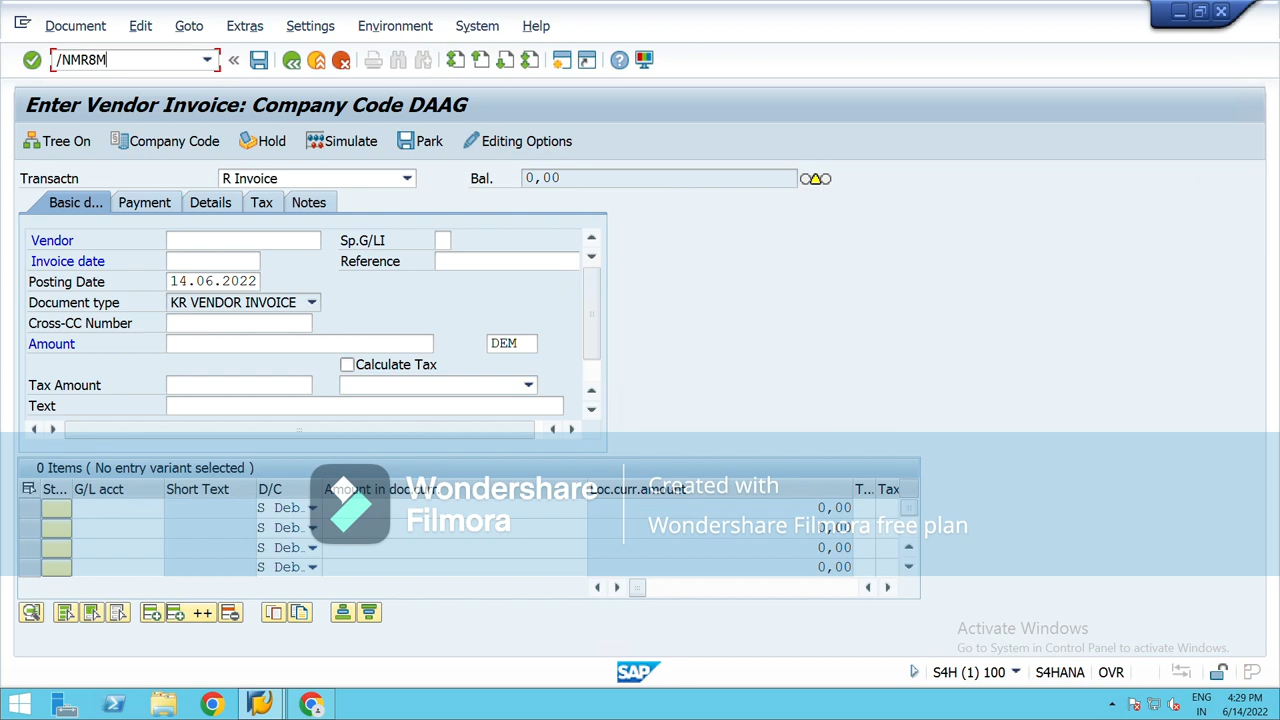 Document Edit Goto Extras Settings Environment System Help
/NMR8M
Enter Vendor Invoice: Company Code DAAG
Tree On Company Code Hold Simulate Park Editing Options
Transactn R Invoice Bal. 0,00
Basic d... Payment Details Tax Notes
Vendor Sp.G/LI
Invoice date Reference
Posting Date 14.06.2022
Document type KR VENDOR INVOICE
Cross-CC Number
Amount DEM
Calculate Tax
Tax Amount
Text
0 Items ( No entry variant selected )
St... G/L acct Short Text D/C Amount in doc.curr. Loc.curr.amount T... Tax
S Deb.. 0,00
S Deb.. 0,00
S Deb.. 0,00
S Deb.. 0,00
Wondershare
Filmora
Created with
Wondershare Filmora free plan
Activate Windows
Go to System in Control Panel to activate Windows.
SAP S4H (1) 100 S4HANA OVR
ENG 4:29 PM
IN 6/14/2022